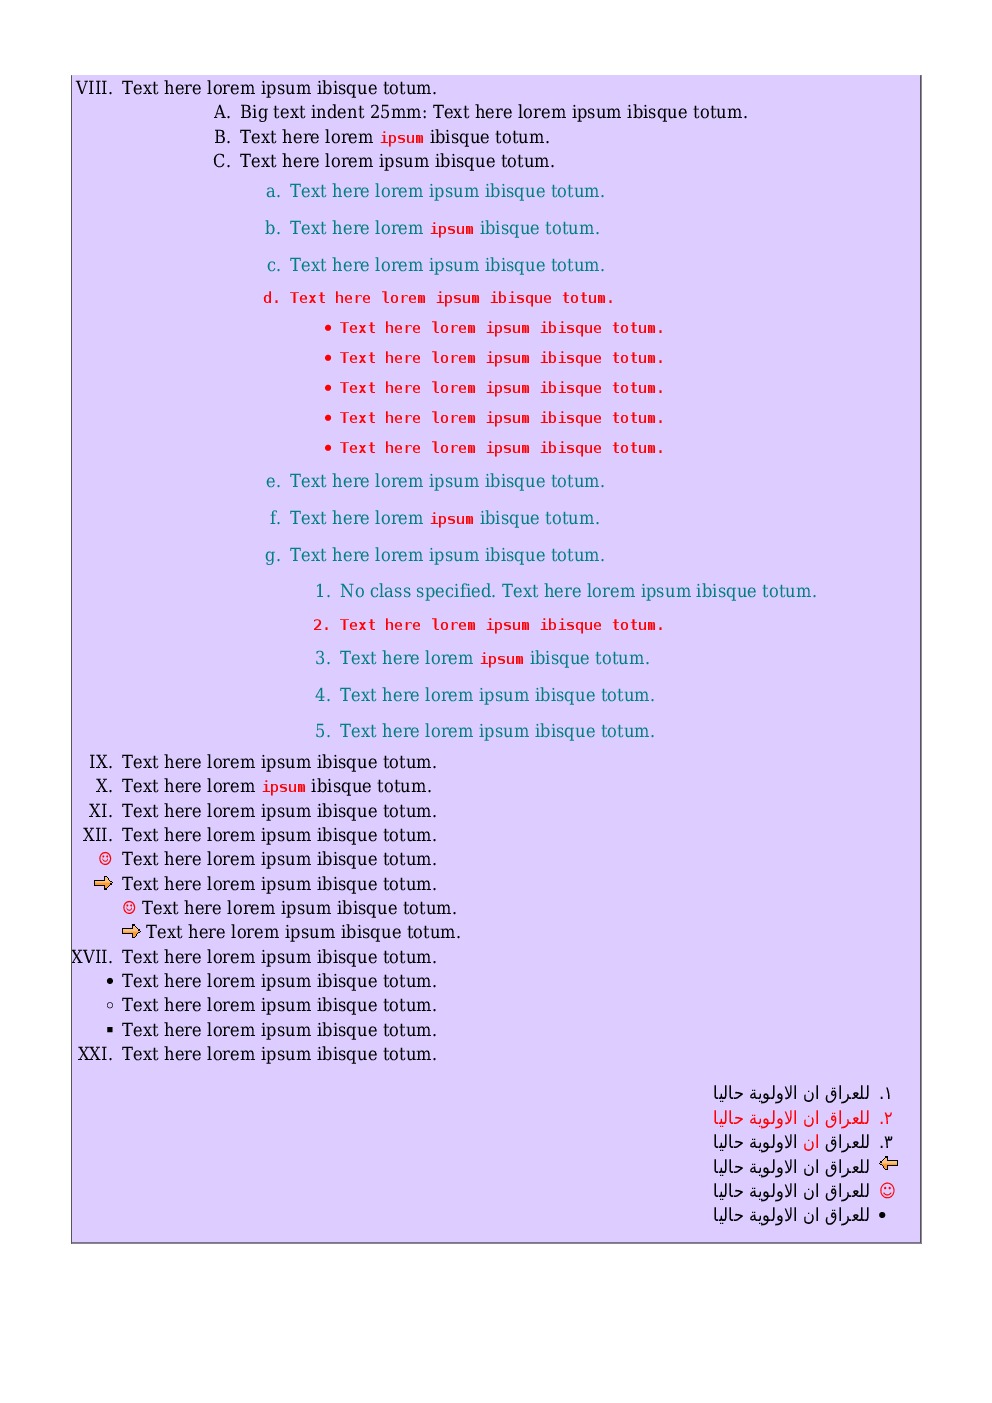 VIII. Text here lorem ipsum ibisque totum.
A. Big text indent 25mm: Text here lorem ipsum ibisque totum.
B. Text here lorem ipsum ibisque totum.
C. Text here lorem ipsum ibisque totum.
a. Text here lorem ipsum ibisque totum.
b. Text here lorem ipsum ibisque totum.
c. Text here lorem ipsum ibisque totum.
d. Text here lorem ipsum ibisque totum.
• Text here lorem ipsum ibisque totum.
• Text here lorem ipsum ibisque totum.
• Text here lorem ipsum ibisque totum.
• Text here lorem ipsum ibisque totum.
• Text here lorem ipsum ibisque totum.
e. Text here lorem ipsum ibisque totum.
f. Text here lorem ipsum ibisque totum.
g. Text here lorem ipsum ibisque totum.
1. No class specified. Text here lorem ipsum ibisque totum.
2. Text here lorem ipsum ibisque totum.
3. Text here lorem ipsum ibisque totum.
4. Text here lorem ipsum ibisque totum.
5. Text here lorem ipsum ibisque totum.
IX. Text here lorem ipsum ibisque totum.
X. Text here lorem ipsum ibisque totum.
XI. Text here lorem ipsum ibisque totum.
XII. Text here lorem ipsum ibisque totum.
☺ Text here lorem ipsum ibisque totum.
Text here lorem ipsum ibisque totum.
☺ Text here lorem ipsum ibisque totum.
Text here lorem ipsum ibisque totum.
XVII. Text here lorem ipsum ibisque totum.
• Text here lorem ipsum ibisque totum.
○ Text here lorem ipsum ibisque totum.
▪ Text here lorem ipsum ibisque totum.
XXI. Text here lorem ipsum ibisque totum.
١. للعراق ان الاولوية حاليا
٢. للعراق ان الاولوية حاليا
٣. للعراق ان الاولوية حاليا
للعراق ان الاولوية حاليا
☺ للعراق ان الاولوية حاليا
• للعراق ان الاولوية حاليا